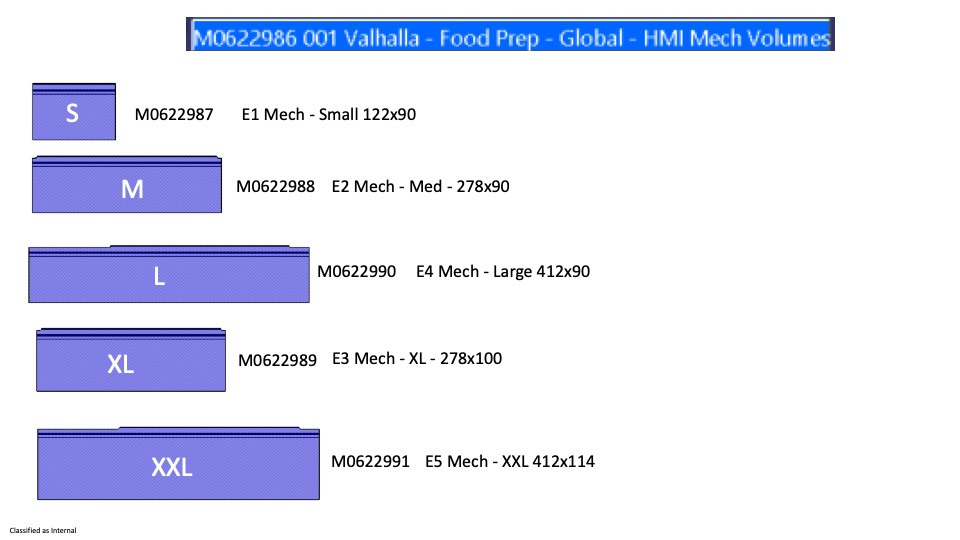 M0622986 001 Valhalla - Food Prep - Global - HMI Mech Volumes
S M0622987 E1 Mech - Small 122x90
M M0622988 E2 Mech - Med - 278x90
L M0622990 E4 Mech - Large 412x90
XL M0622989 E3 Mech - XL - 278x100
XXL M0622991 E5 Mech - XXL 412x114
Classified as Internal